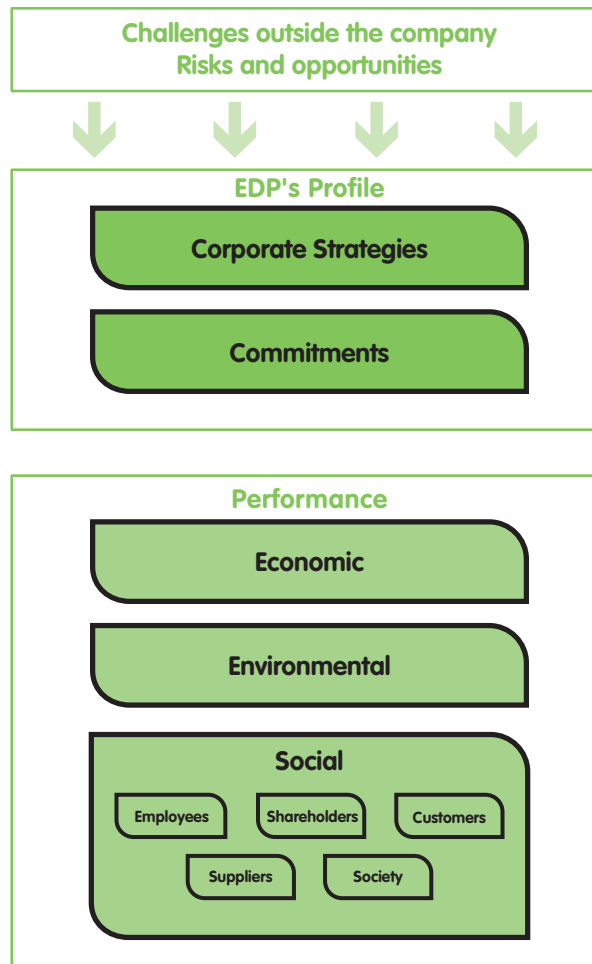 Challenges outside the company
Risks and opportunities
EDP's Profile
Corporate Strategies
Commitments
Performance
Economic
Environmental
Social
Employees
Shareholders
Customers
Suppliers
Society